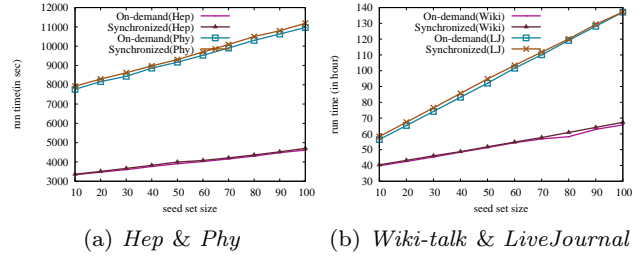 On-demand(Hep)
Synchronized(Hep)
On-demand(Phy)
Synchronized(Phy)
run time(in sec)
12000
11000
10000
9000
8000
7000
6000
5000
4000
3000
10 20 30 40 50 60 70 80 90 100
seed set size
(a) Hep & Phy
On-demand(Wiki)
Synchronized(Wiki)
On-demand(LJ)
Synchronized(LJ)
run time (in hour)
140
130
120
110
100
90
80
70
60
50
40
30
10 20 30 40 50 60 70 80 90 100
seed set size
(b) Wiki-talk & LiveJournal